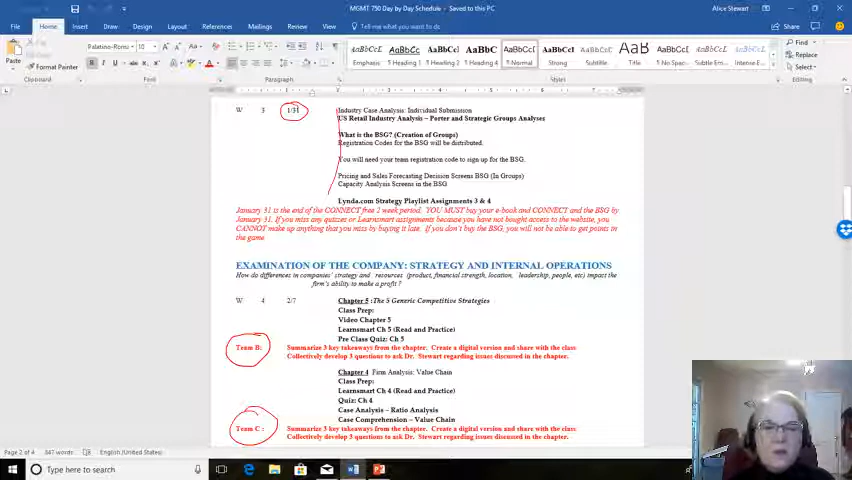 MGMT 750 Day by Day Schedule - Saved to this PC
Alice Stewart
File Home Insert Draw Design Layout References Mailings Review View Tell me what you want to do
Share
Paste
Format Painter
Clipboard
Palatino-Roma 10
Font
Paragraph
AaBbCcL AaBbCc AaBbCc AaBbC AaBbCcI AaBbCcI AaBbCcI AaB AaBbCcI AaBbCcL AaBbCcL
Emphasis ¶ Heading 1 ¶ Heading 2 ¶ Heading 4 ¶ Normal Strong Subtitle Title ¶ No Spac... Subtle Em... Intense E...
Styles
Find
Replace
Select
Editing
W 3 1/31 Industry Case Analysis: Individual Submission
US Retail Industry Analysis – Porter and Strategic Groups Analyses
What is the BSG? (Creation of Groups)
Registration Codes for the BSG will be distributed.
You will need your team registration code to sign up for the BSG.
Pricing and Sales Forecasting Decision Screens BSG (In Groups)
Capacity Analysis Screens in the BSG
Lynda.com Strategy Playlist Assignments 3 & 4
January 31 is the end of the CONNECT free 2 week period. YOU MUST buy your e-book and CONNECT and the BSG by
January 31. If you miss any quizzes or Learnsmart assignments because you have not bought access to the website, you
CANNOT make up anything that you miss by buying it late. If you don't buy the BSG, you will not be able to get points in
the game
EXAMINATION OF THE COMPANY: STRATEGY AND INTERNAL OPERATIONS
How do differences in companies' strategy and resources (product, financial strength, location, leadership, people, etc) impact the
firm's ability to make a profit ?
W 4 2/7 Chapter 5 :The 5 Generic Competitive Strategies
Class Prep:
Video Chapter 5
Learnsmart Ch 5 (Read and Practice)
Pre Class Quiz: Ch 5
Team B: Summarize 3 key takeaways from the chapter. Create a digital version and share with the class
Collectively develop 3 questions to ask Dr. Stewart regarding issues discussed in the chapter.
Chapter 4 Firm Analysis: Value Chain
Class Prep:
Learnsmart Ch 4 (Read and Practice)
Quiz: Ch 4
Case Analysis – Ratio Analysis
Case Comprehension – Value Chain
Team C : Summarize 3 key takeaways from the chapter. Create a digital version and share with the class
Collectively develop 3 questions to ask Dr. Stewart regarding issues discussed in the chapter.
Page 2 of 4 847 words English (United States)
Type here to search